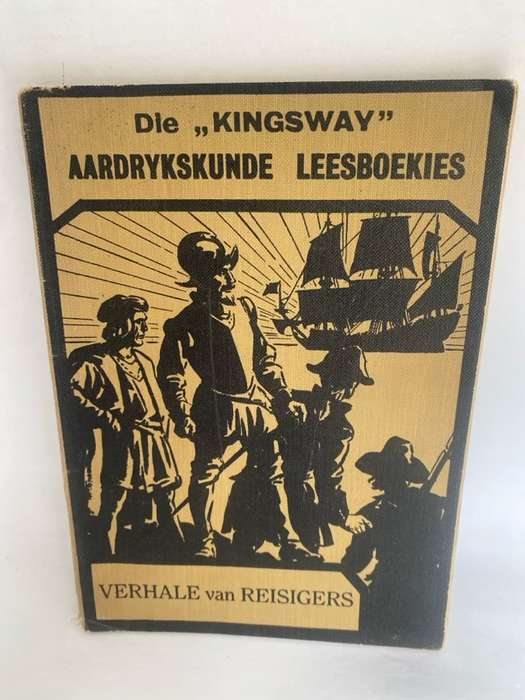 Die „KINGSWAY”
AARDRYKSKUNDE LEESBOEKIES
VERHALE van REISIGERS